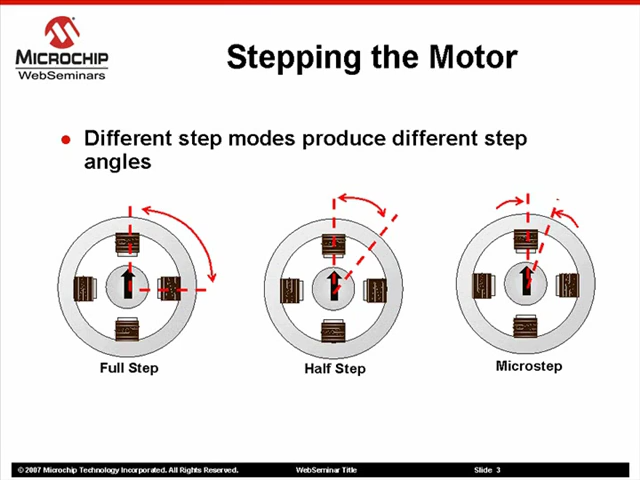 MICROCHIP
WebSeminars
Stepping the Motor
Different step modes produce different step
angles
Full Step
Half Step
Microstep
© 2007 Microchip Technology Incorporated. All Rights Reserved.
WebSeminar Title
Slide 3